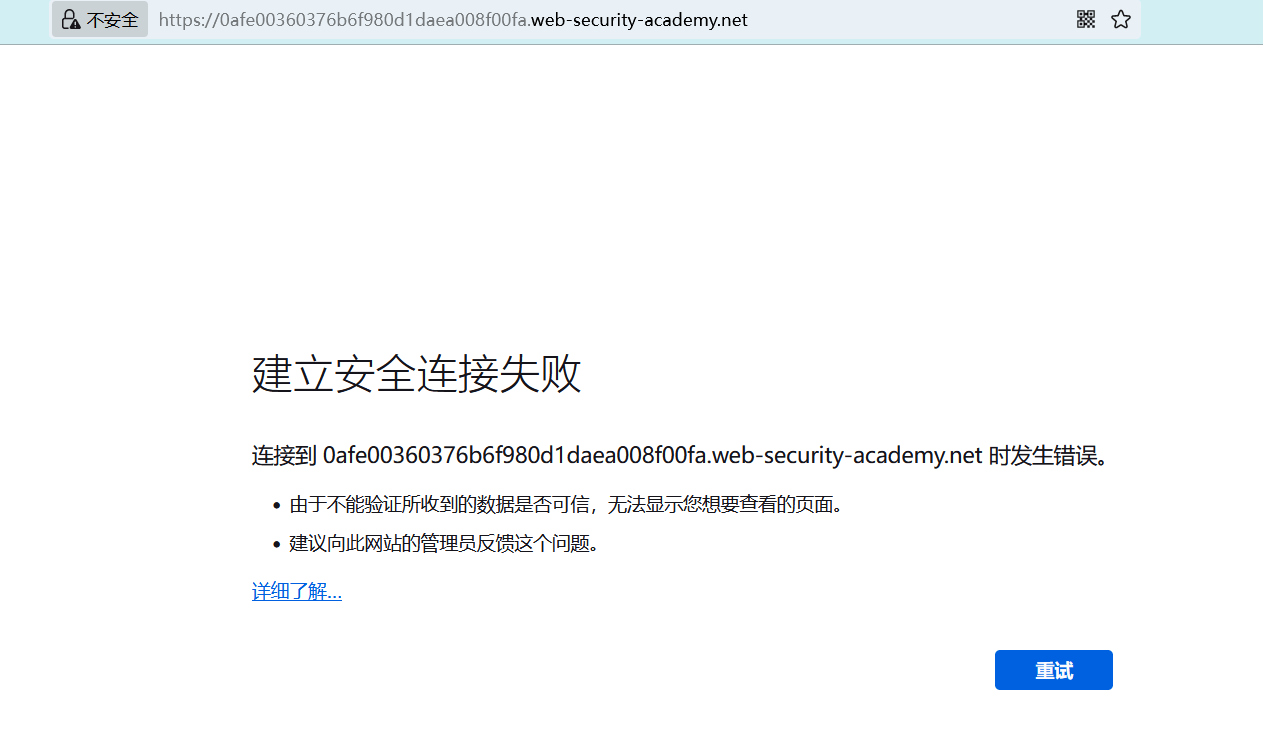 不安全 https://0afe00360376b6f980d1daea008f00fa.web-security-academy.net
建立安全连接失败
连接到 0afe00360376b6f980d1daea008f00fa.web-security-academy.net 时发生错误。
• 由于不能验证所收到的数据是否可信，无法显示您想要查看的页面。
• 建议向此网站的管理员反馈这个问题。
详细了解...
重试